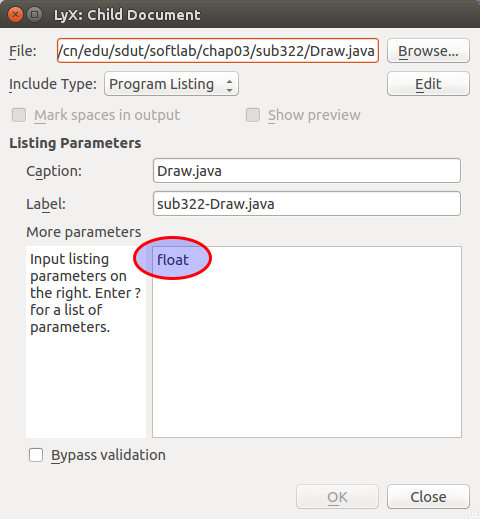 LyX: Child Document
File: /cn/edu/sdut/softlab/chap03/sub322/Draw.java Browse...
Include Type: Program Listing Edit
Mark spaces in output Show preview
Listing Parameters
Caption: Draw.java
Label: sub322-Draw.java
More parameters
Input listing
parameters on
the right. Enter ?
for a list of
parameters.
float
Bypass validation
OK Close